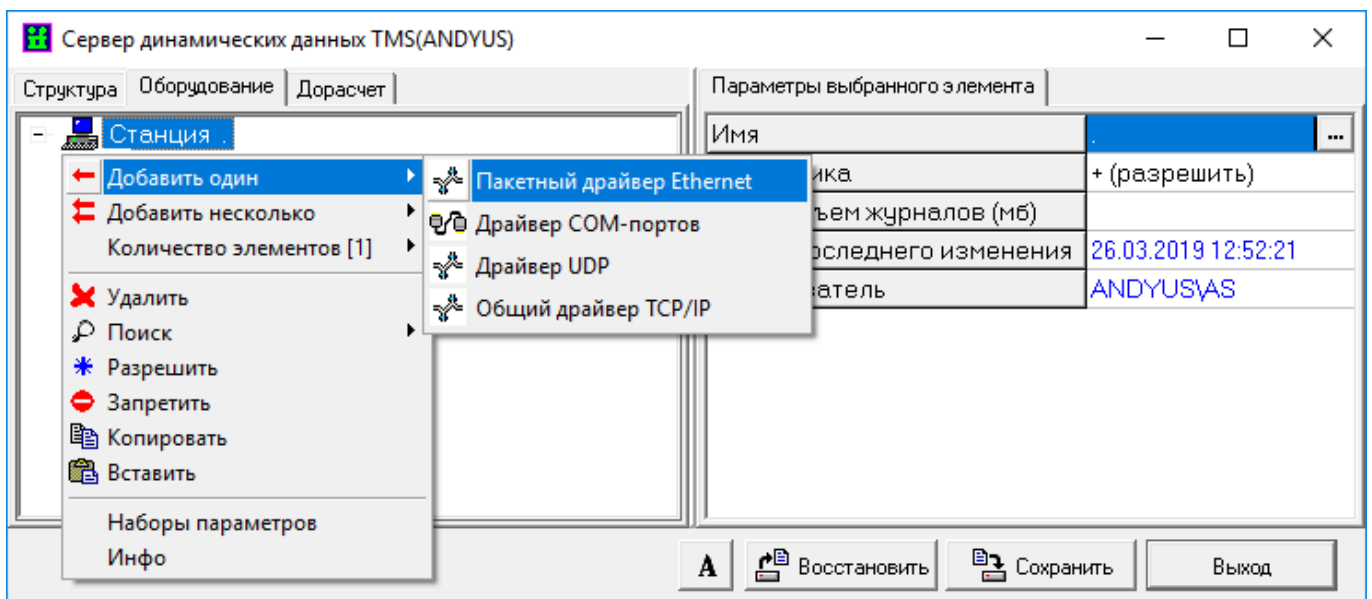 Сервер динамических данных TMS(ANDYUS)
Структура Оборудование Дорасчет
Параметры выбранного элемента
Станция .
Имя . ...
Добавить один
Добавить несколько
Количество элементов [1]
Удалить
Поиск
Разрешить
Запретить
Копировать
Вставить
Наборы параметров
Инфо
Пакетный драйвер Ethernet
Драйвер COM-портов
Драйвер UDP
Общий драйвер TCP/IP
ика + (разрешить)
ъем журналов (мб)
оследнего изменения 26.03.2019 12:52:21
атель ANDYUS\AS
A Восстановить Сохранить Выход